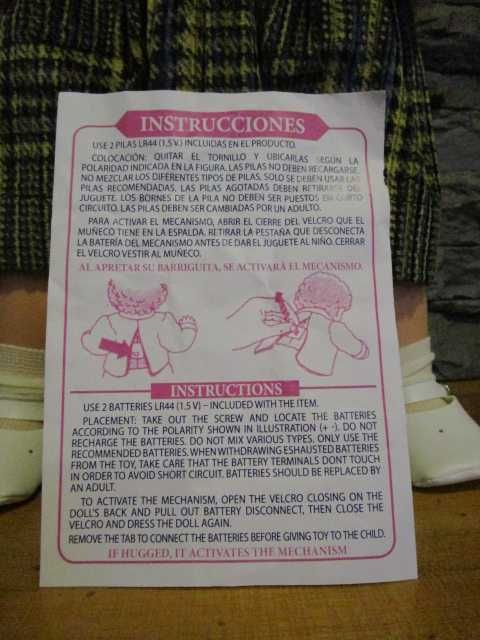 INSTRUCCIONES
USE 2 PILAS LR44 (1,5 V.) INCLUIDAS EN EL PRODUCTO.
COLOCACIÓN: QUITAR EL TORNILLO Y UBICARLAS SEGÚN LA
POLARIDAD INDICADA EN LA FIGURA. LAS PILAS NO DEBEN RECARGARSE.
NO MEZCLAR LOS DIFERENTES TIPOS DE PILAS. SOLO SE DEBEN USAR LAS
PILAS RECOMENDADAS. LAS PILAS AGOTADAS DEBEN RETIRARSE DEL
JUGUETE. LOS BORNES DE LA PILA NO DEBEN SER PUESTOS EN CORTO
CIRCUITO. LAS PILAS DEBEN SER CAMBIADAS POR UN ADULTO.
PARA ACTIVAR EL MECANISMO, ABRIR EL CIERRE DEL VELCRO QUE EL
MUÑECO TIENE EN LA ESPALDA. RETIRAR LA PESTAÑA QUE DESCONECTA
LA BATERÍA DEL MECANISMO ANTES DE DAR EL JUGUETE AL NIÑO. CERRAR
EL VELCRO VESTIR AL MUÑECO.
AL APRETAR SU BARRIGUITA, SE ACTIVARÁ EL MECANISMO.
INSTRUCTIONS
USE 2 BATTERIES LR44 (1.5 V) – INCLUDED WITH THE ITEM.
PLACEMENT: TAKE OUT THE SCREW AND LOCATE THE BATTERIES
ACCORDING TO THE POLARITY SHOWN IN ILLUSTRATION (+ -). DO NOT
RECHARGE THE BATTERIES. DO NOT MIX VARIOUS TYPES. ONLY USE THE
RECOMMENDED BATTERIES. WHEN WITHDRAWING ESHAUSTED BATTERIES
FROM THE TOY, TAKE CARE THAT THE BATTERY TERMINALS DONT TOUCH
IN ORDER TO AVOID SHORT CIRCUIT. BATTERIES SHOULD BE REPLACED BY
AN ADULT.
TO ACTIVATE THE MECHANISM, OPEN THE VELCRO CLOSING ON THE
DOLL'S BACK AND PULL OUT BATTERY DISCONNECT, THEN CLOSE THE
VELCRO AND DRESS THE DOLL AGAIN.
REMOVE THE TAB TO CONNECT THE BATTERIES BEFORE GIVING TOY TO THE CHILD.
IF HUGGED, IT ACTIVATES THE MECHANISM